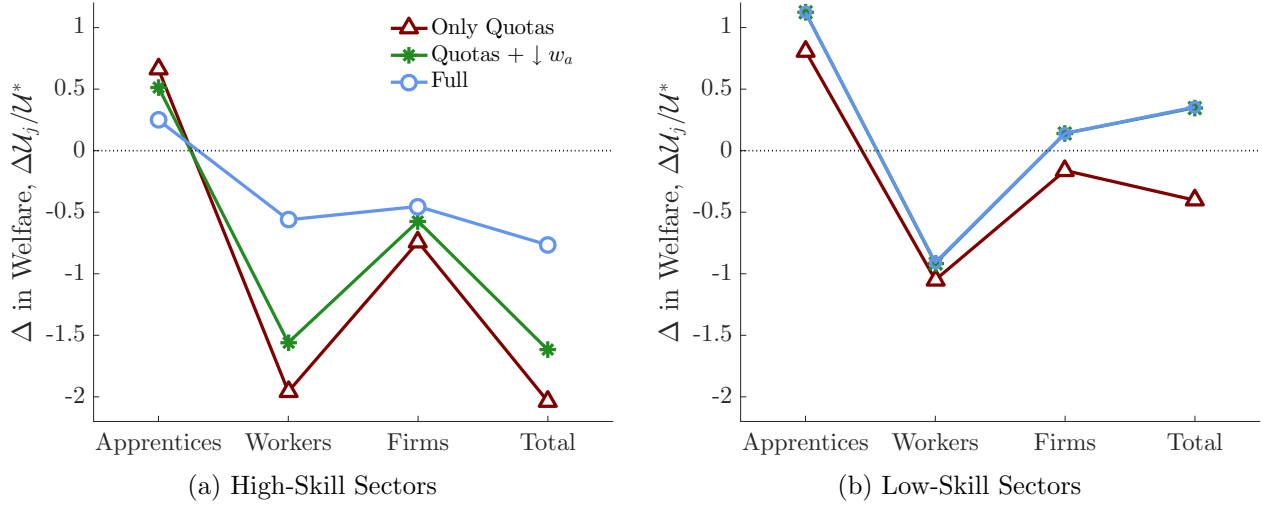 Δ in Welfare, Δ𝒰_j/𝒰*
1
0.5
0
-0.5
-1
-1.5
-2
Only Quotas
Quotas + ↓ w_a
Full
Apprentices Workers Firms Total
(a) High-Skill Sectors
Δ in Welfare, Δ𝒰_j/𝒰*
1
0.5
0
-0.5
-1
-1.5
-2
Apprentices Workers Firms Total
(b) Low-Skill Sectors